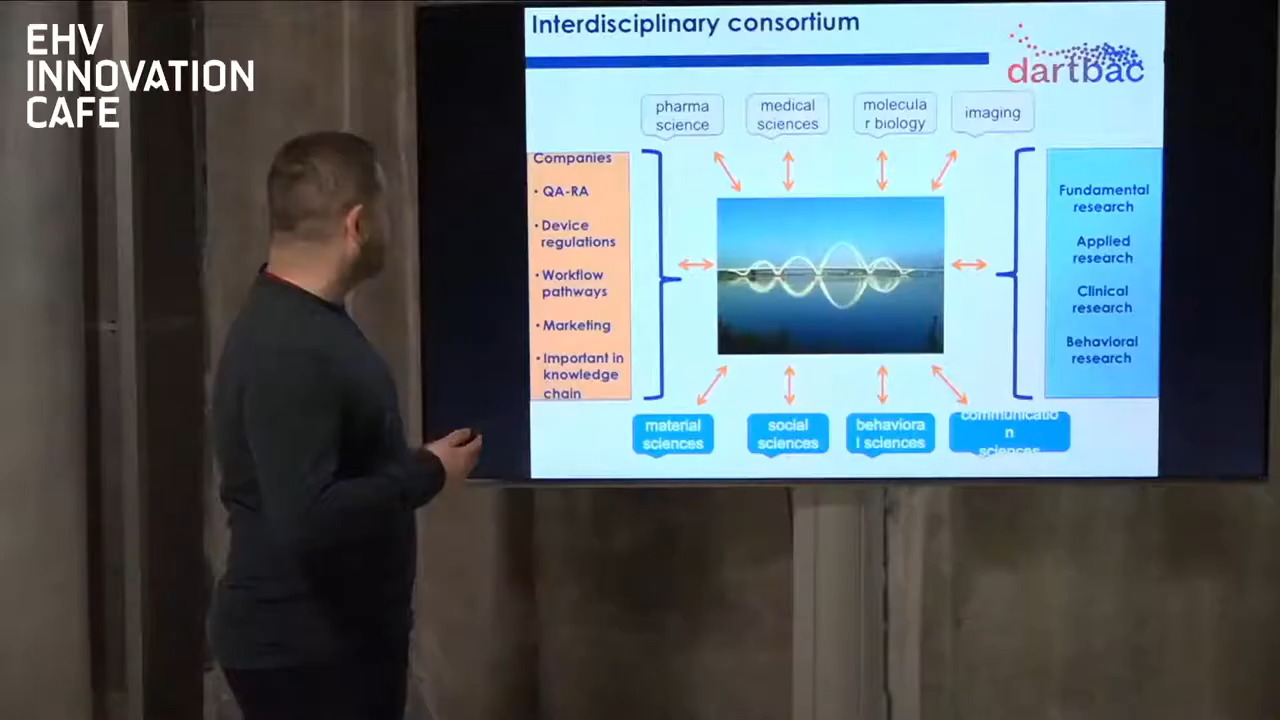 EHV
INNOVATION
CAFE
Interdisciplinary consortium
dartbac
pharma
science
medical
sciences
molecula
r biology
imaging
Companies
• QA-RA
• Device
regulations
• Workflow
pathways
• Marketing
• Important in
knowledge
chain
Fundamental
research
Applied
research
Clinical
research
Behavioral
research
material
sciences
social
sciences
behaviora
l sciences
communicatio
n
sciences